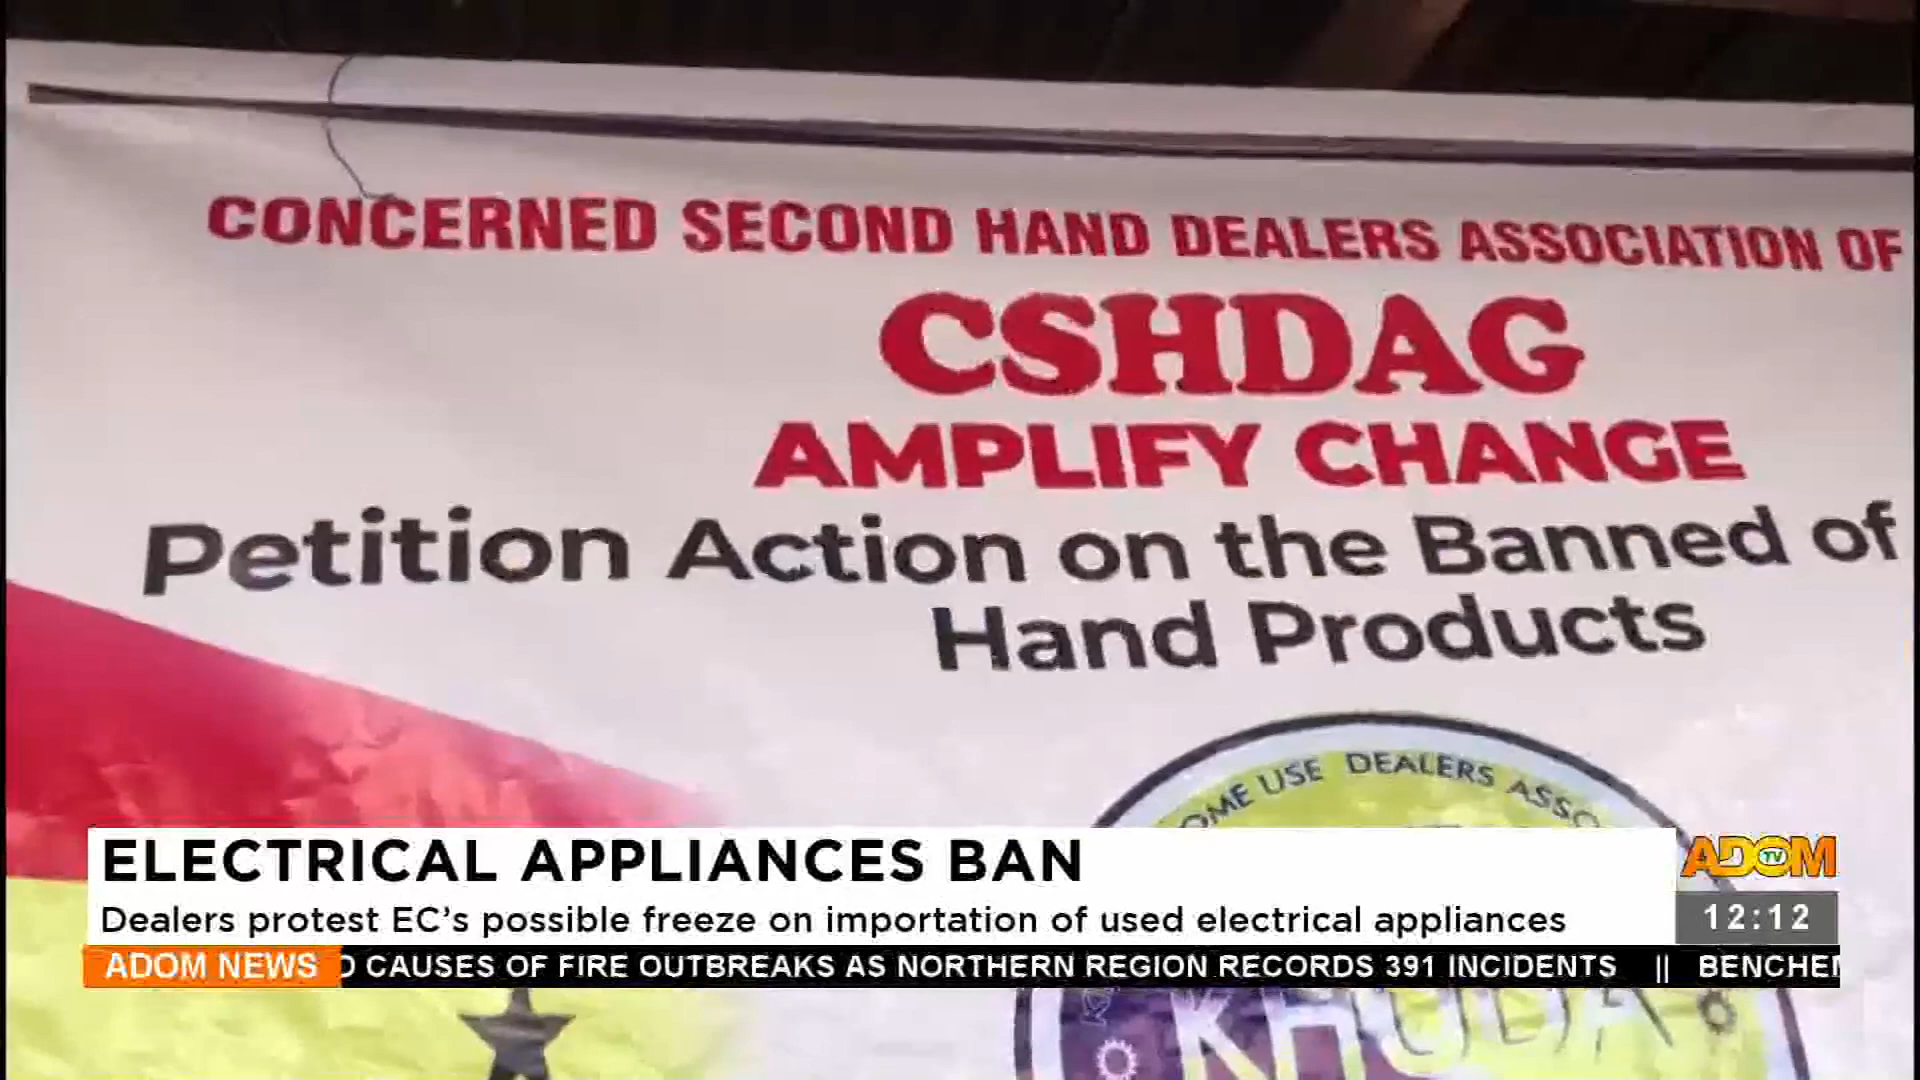 CONCERNED SECOND HAND DEALERS ASSOCIATION OF
CSHDAG
AMPLIFY CHANGE
Petition Action on the Banned of
Hand Products
OME USE DEALERS ASSO
ELECTRICAL APPLIANCES BAN
ADOM TV
Dealers protest EC's possible freeze on importation of used electrical appliances
12:12
ADOM NEWS
CAUSES OF FIRE OUTBREAKS AS NORTHERN REGION RECORDS 391 INCIDENTS || BENCHE